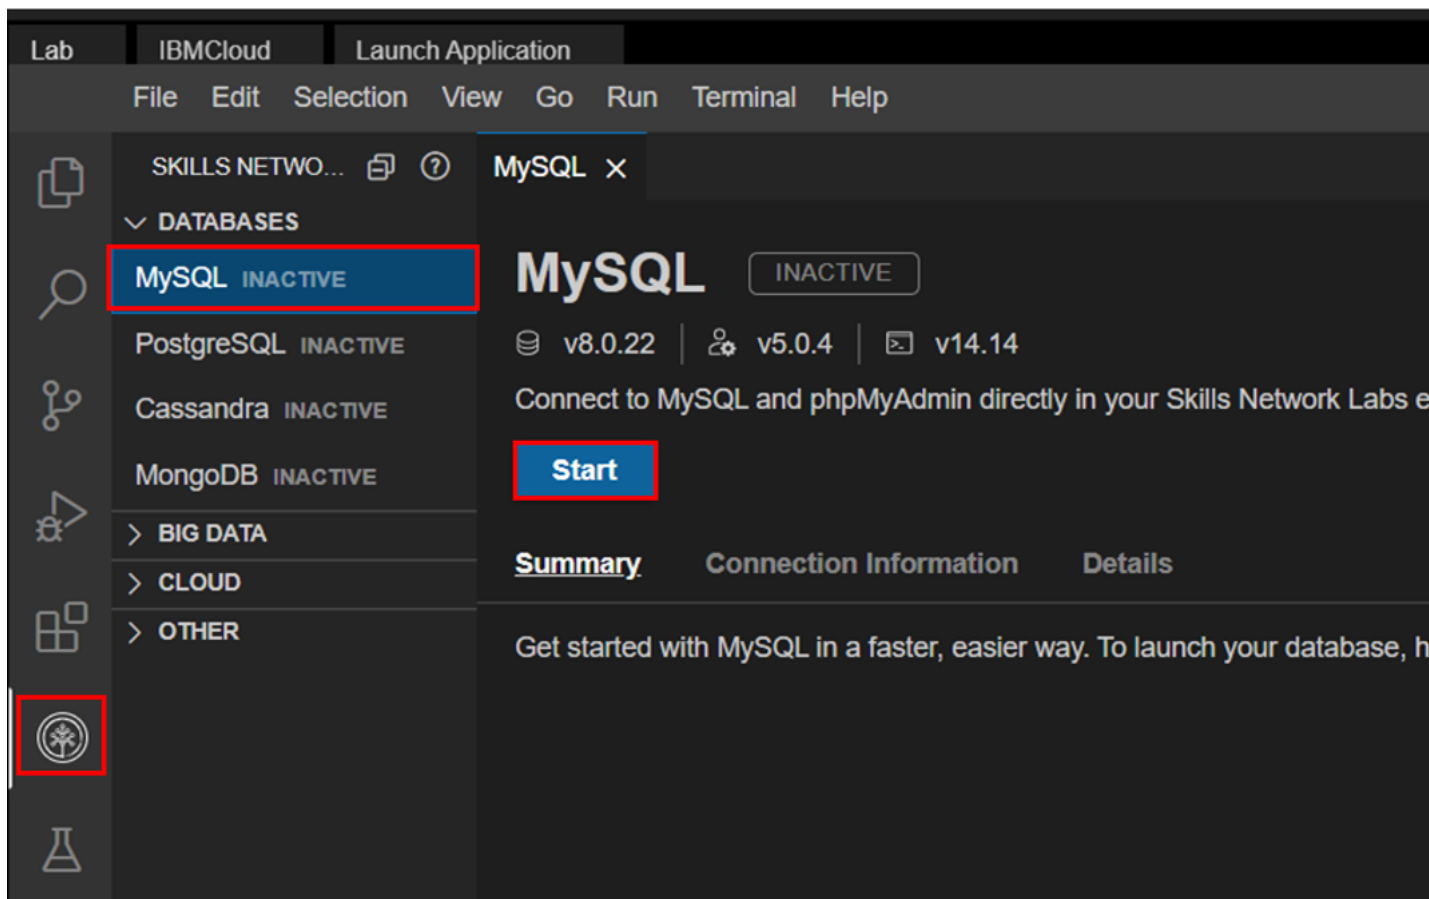 Lab IBMCloud Launch Application
File Edit Selection View Go Run Terminal Help
SKILLS NETWO...
MySQL
DATABASES
MySQL INACTIVE
PostgreSQL INACTIVE
Cassandra INACTIVE
MongoDB INACTIVE
BIG DATA
CLOUD
OTHER
MySQL INACTIVE
v8.0.22 v5.0.4 v14.14
Connect to MySQL and phpMyAdmin directly in your Skills Network Labs e
Start
Summary Connection Information Details
Get started with MySQL in a faster, easier way. To launch your database, h